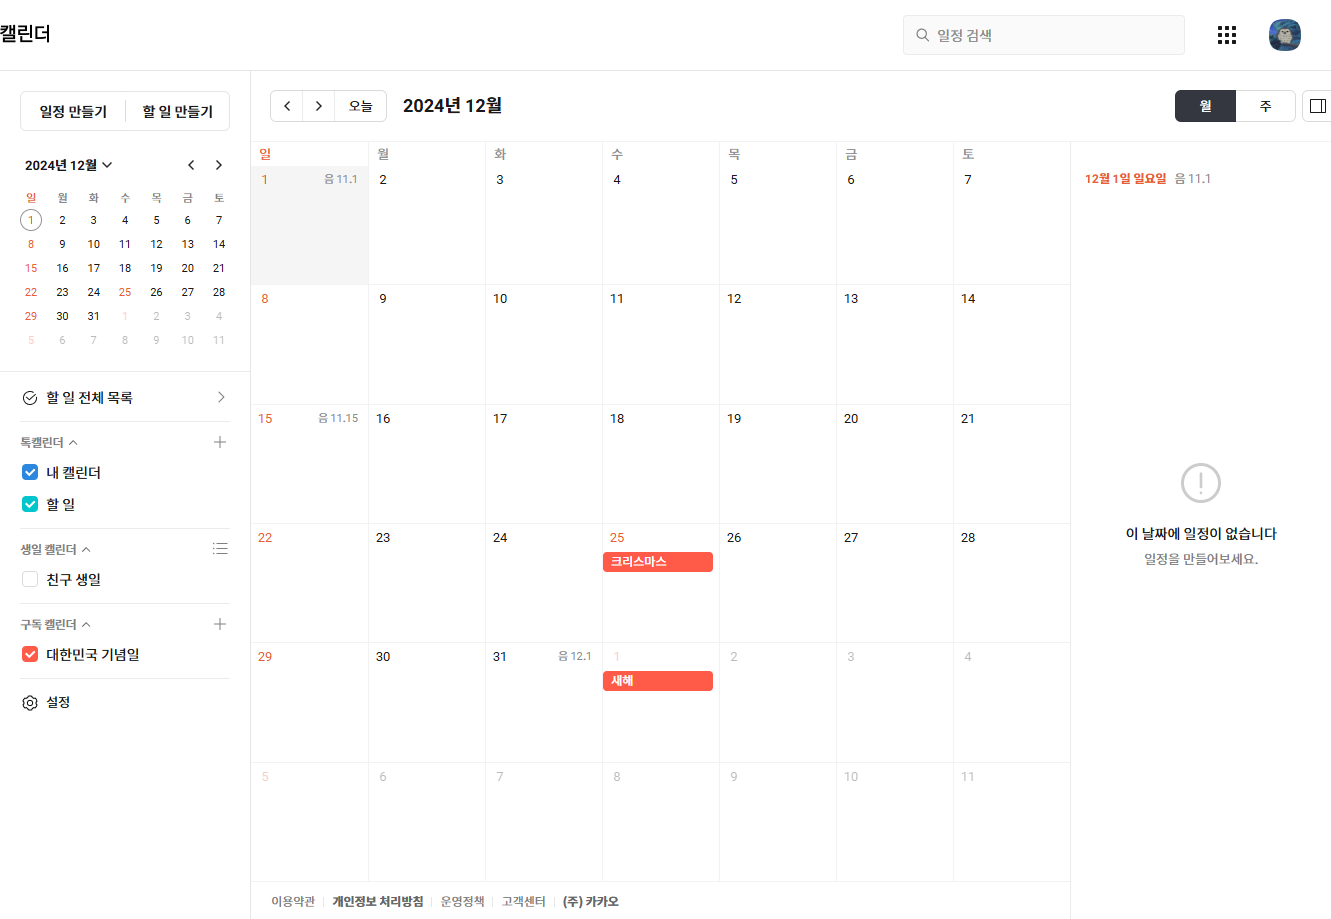 캘린더
일정 검색
일정 만들기 할 일 만들기
2024년 12월
일 월 화 수 목 금 토
1 2 3 4 5 6 7
8 9 10 11 12 13 14
15 16 17 18 19 20 21
22 23 24 25 26 27 28
29 30 31 1 2 3 4
5 6 7 8 9 10 11
할 일 전체 목록
톡캘린더
내 캘린더
할 일
생일 캘린더
친구 생일
구독 캘린더
대한민국 기념일
설정
오늘 2024년 12월 월 주
일 월 화 수 목 금 토
1 음 11.1 2 3 4 5 6 7
8 9 10 11 12 13 14
15 음 11.15 16 17 18 19 20 21
22 23 24 25 26 27 28
크리스마스
29 30 31 음 12.1 1 2 3 4
새해
5 6 7 8 9 10 11
12월 1일 일요일 음 11.1
이 날짜에 일정이 없습니다
일정을 만들어보세요.
이용약관 개인정보 처리방침 운영정책 고객센터 (주) 카카오